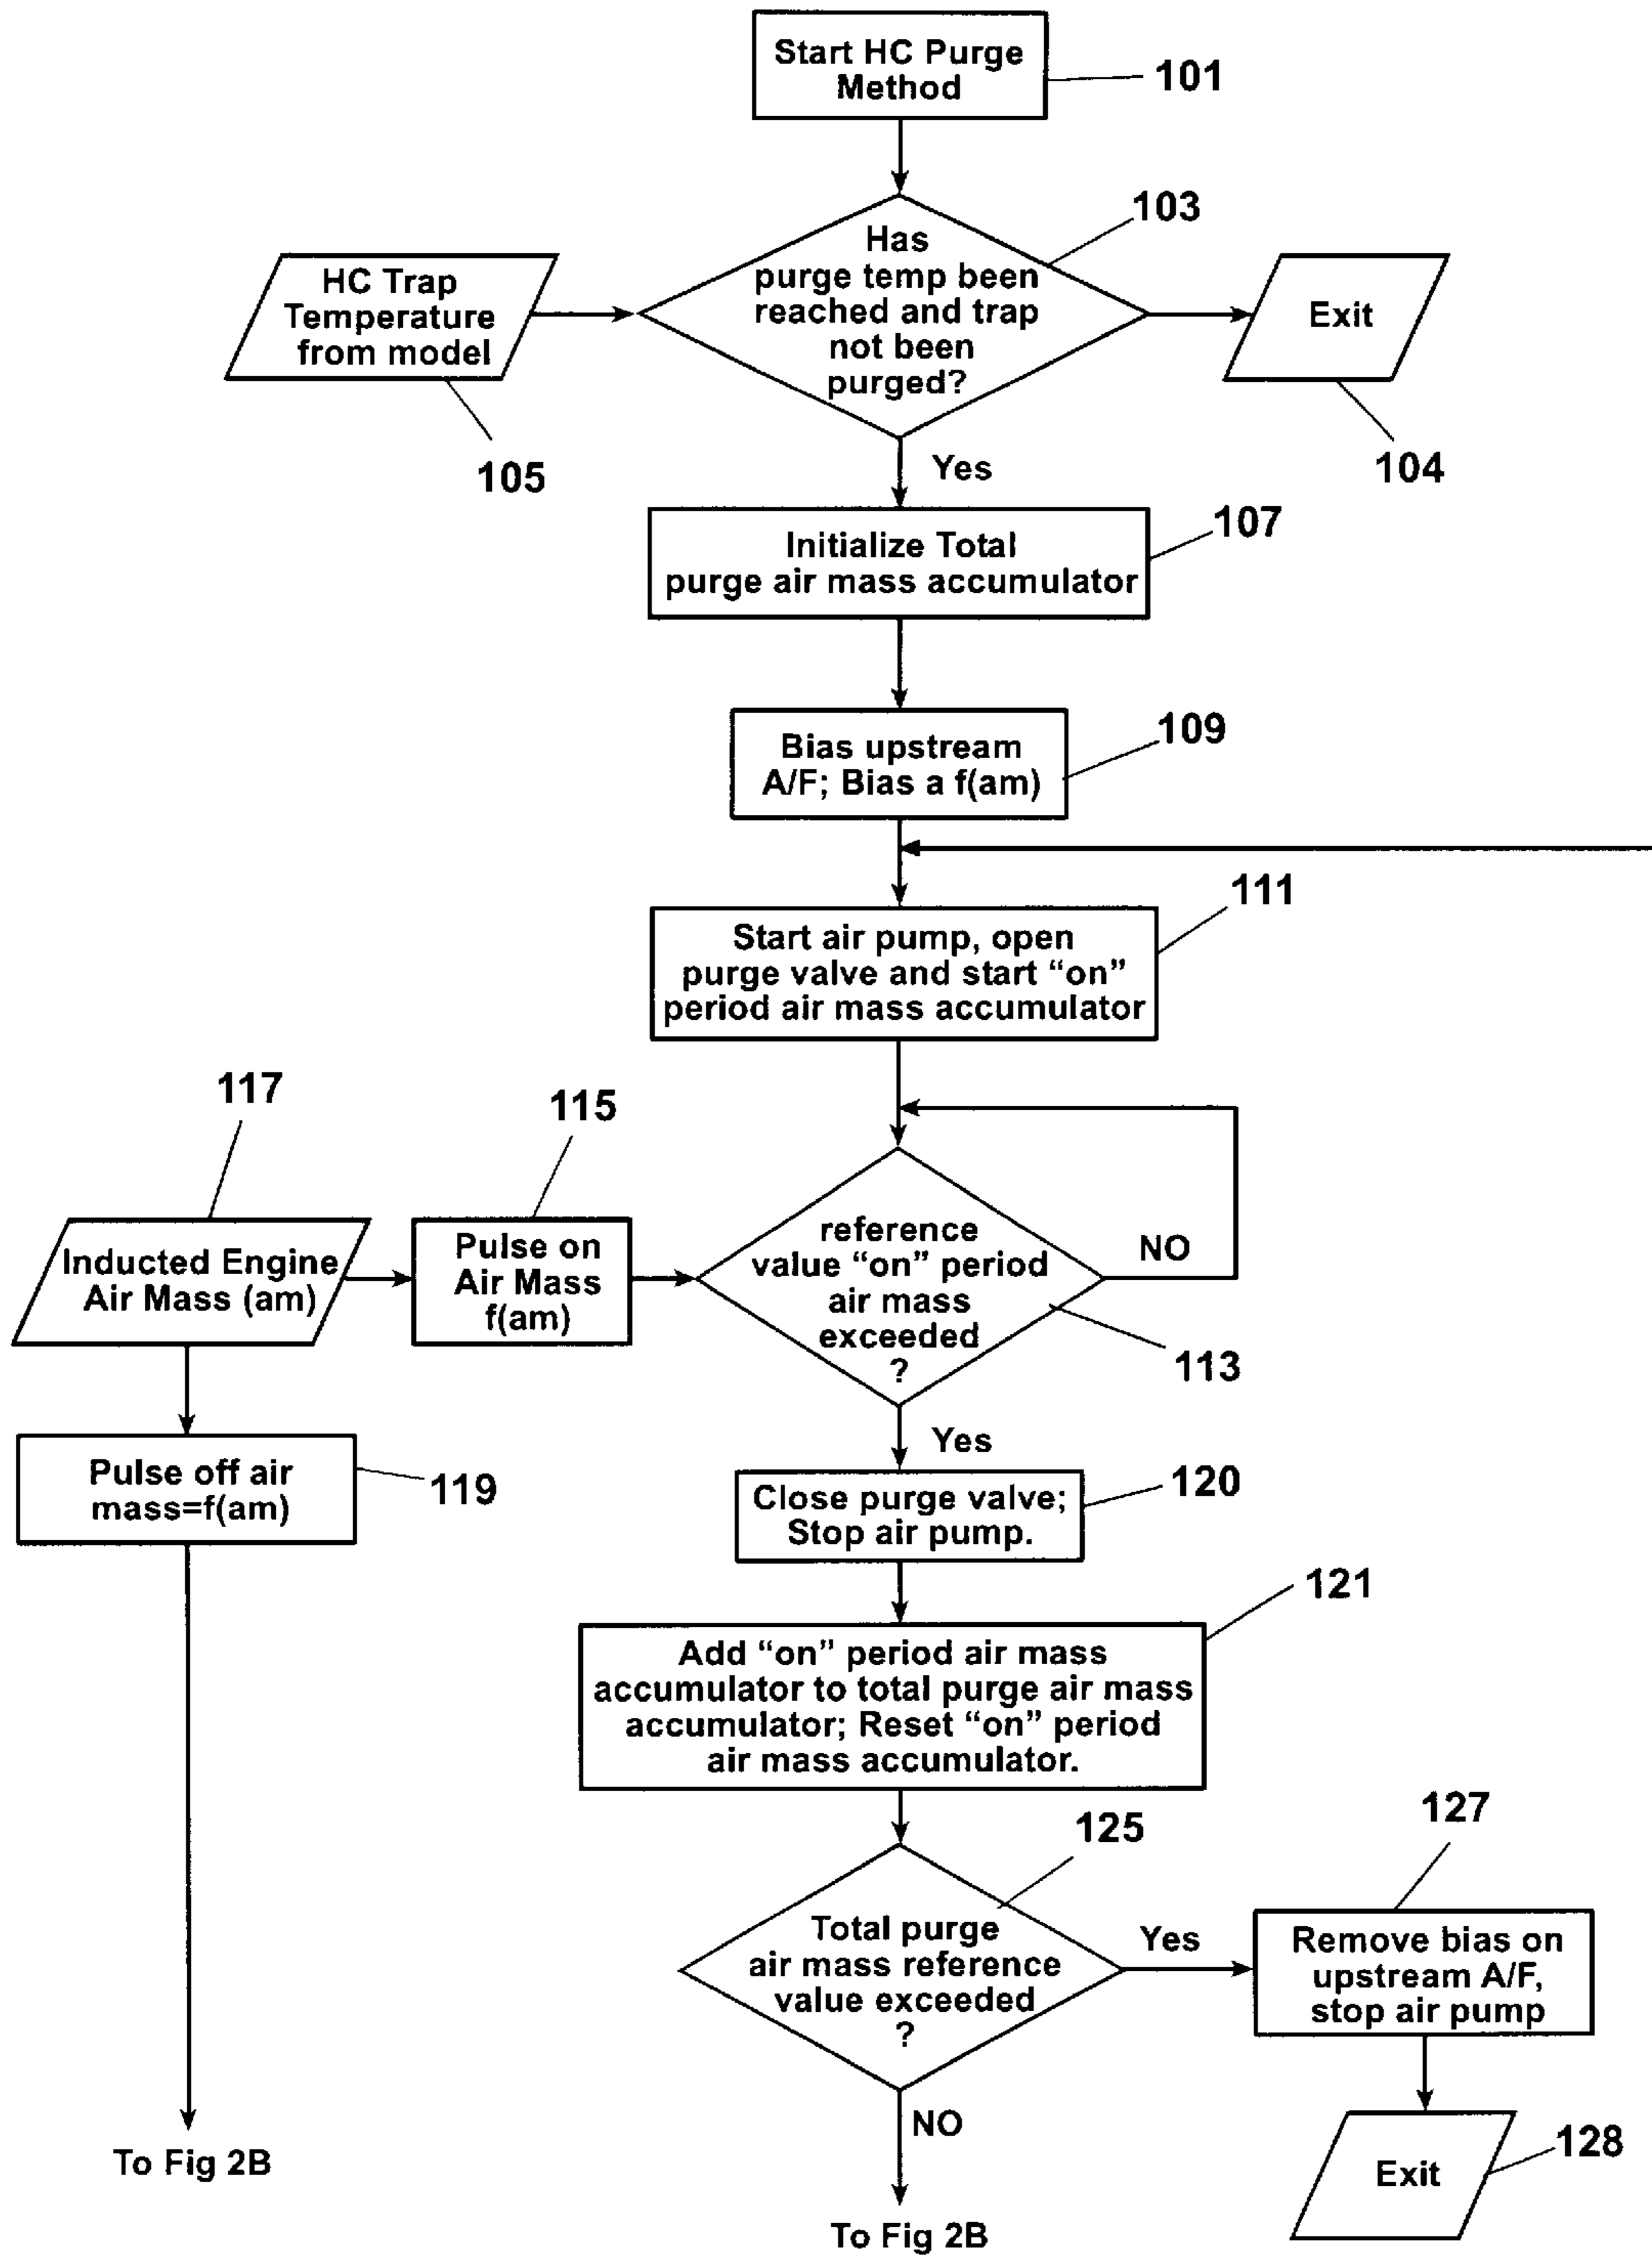 Start HC Purge
Method
101
103
Has
purge temp been
reached and trap
not been
purged?
HC Trap
Temperature
from model
105
Exit
104
Yes
107
Initialize Total
purge air mass accumulator
109
Bias upstream
A/F; Bias a f(am)
111
Start air pump, open
purge valve and start “on”
period air mass accumulator
117
115
Inducted Engine
Air Mass (am)
Pulse on
Air Mass
f(am)
reference
value “on” period
air mass
exceeded
?
NO
113
Yes
Pulse off air
mass=f(am)
119
Close purge valve;
Stop air pump.
120
121
Add “on” period air mass
accumulator to total purge air mass
accumulator; Reset “on” period
air mass accumulator.
125
127
Total purge
air mass reference
value exceeded
?
Yes
Remove bias on
upstream A/F,
stop air pump
NO
Exit
128
To Fig 2B
To Fig 2B